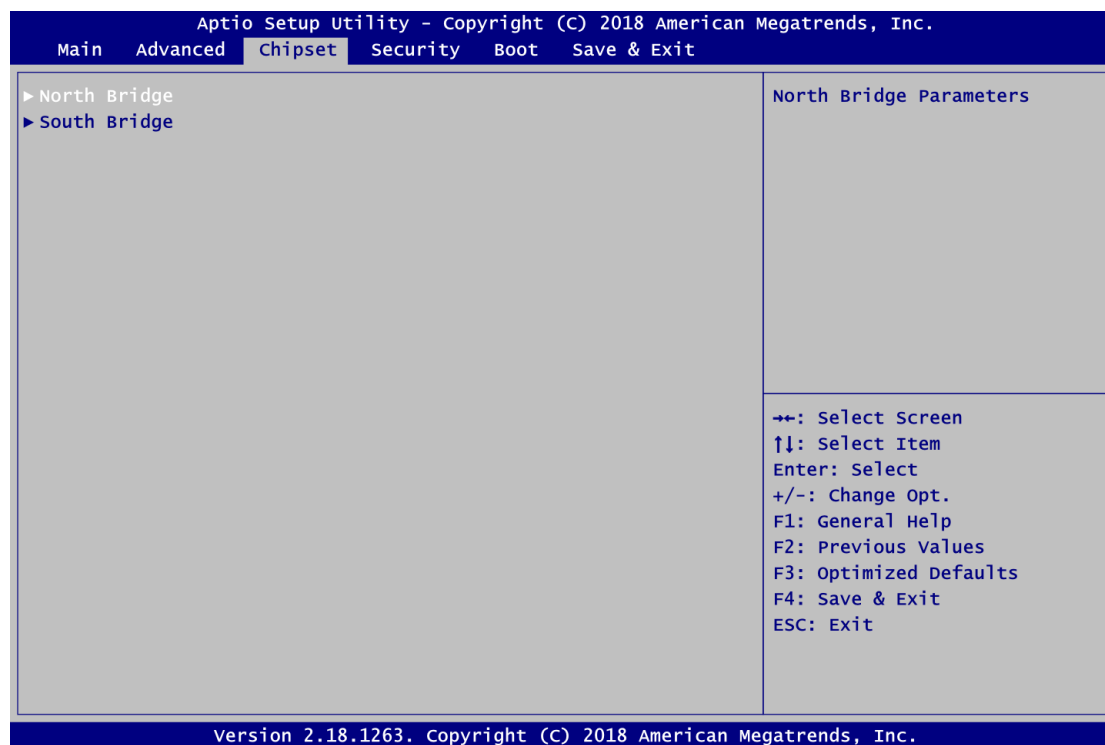 Aptio Setup Utility - Copyright (C) 2018 American Megatrends, Inc.
Main Advanced Chipset Security Boot Save & Exit
►North Bridge
►South Bridge
North Bridge Parameters
→←: Select Screen
↑↓: Select Item
Enter: Select
+/-: Change Opt.
F1: General Help
F2: Previous Values
F3: Optimized Defaults
F4: Save & Exit
ESC: Exit
Version 2.18.1263. Copyright (C) 2018 American Megatrends, Inc.